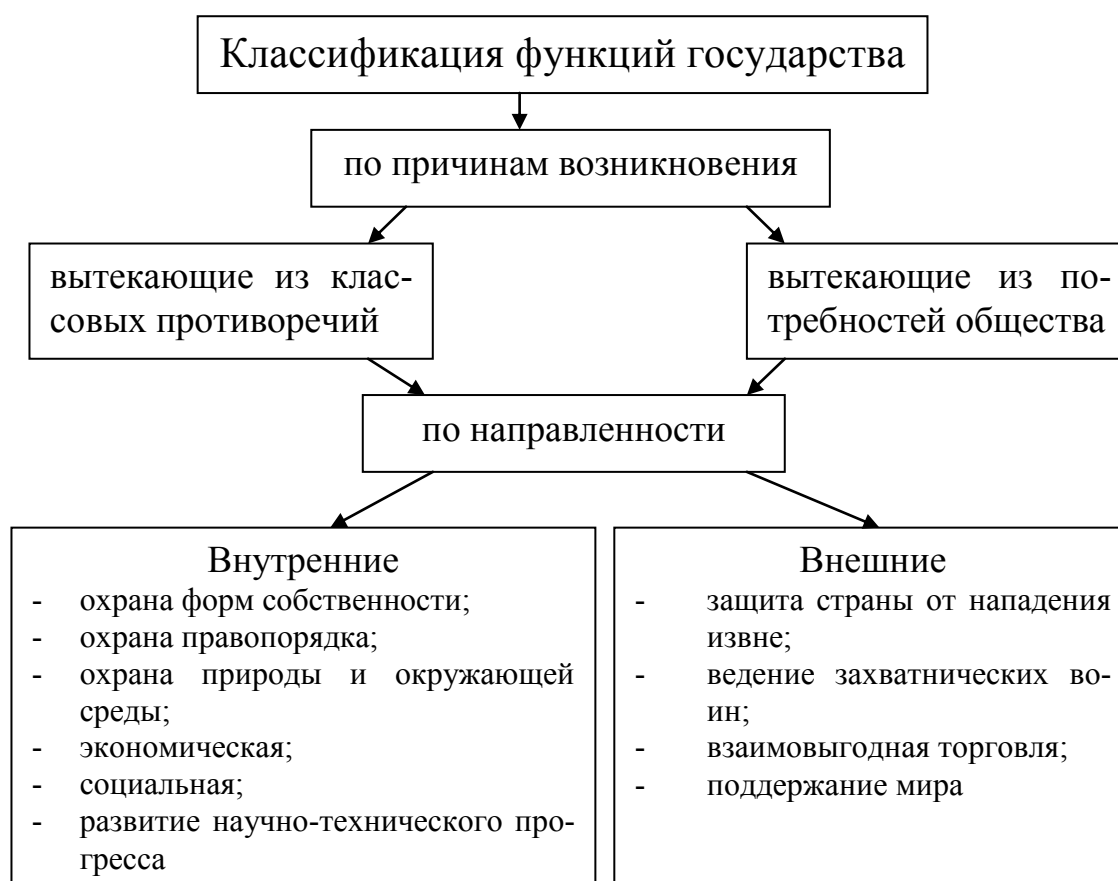 Классификация функций государства
по причинам возникновения
вытекающие из клас-
совых противоречий
вытекающие из по-
требностей общества
по направленности
Внутренние
- охрана форм собственности;
- охрана правопорядка;
- охрана природы и окружающей
среды;
- экономическая;
- социальная;
- развитие научно-технического про-
гресса
Внешние
- защита страны от нападения
извне;
- ведение захватнических во-
ин;
- взаимовыгодная торговля;
- поддержание мира